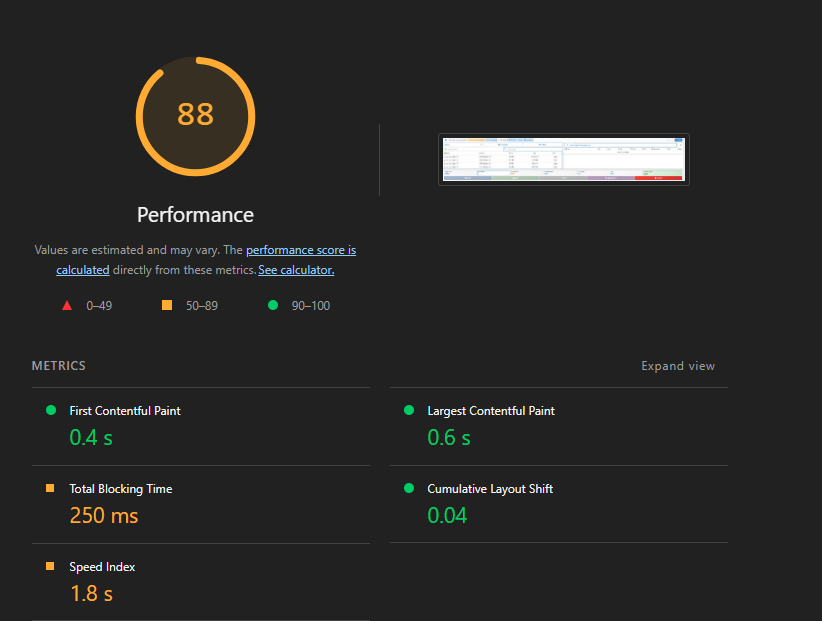 88
Performance
Values are estimated and may vary. The performance score is
calculated directly from these metrics. See calculator.
0–49
50–89
90–100
METRICS
Expand view
First Contentful Paint
0.4 s
Largest Contentful Paint
0.6 s
Total Blocking Time
250 ms
Cumulative Layout Shift
0.04
Speed Index
1.8 s